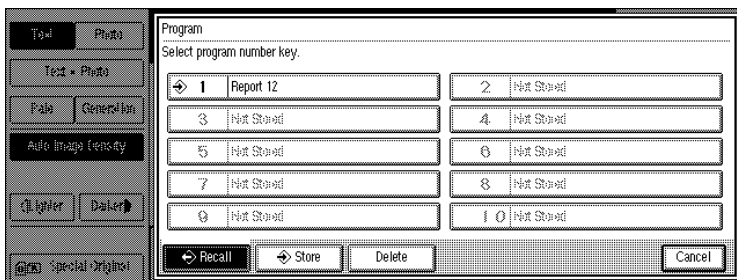 Text Photo
Text • Photo
Pale Generation
Auto Image Density
Lighter Darker
Special Original
Program
Select program number key.
1 Report 12
2 Not Stored
3 Not Stored
4 Not Stored
5 Not Stored
6 Not Stored
7 Not Stored
8 Not Stored
9 Not Stored
10 Not Stored
Recall Store Delete Cancel